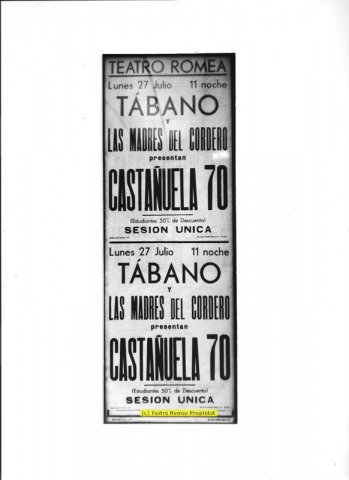 TEATRO ROMEA
Lunes 27 Julio 11 noche
TÁBANO
Y
LAS MADRES DEL CORDERO
presentan
CASTAÑUELA 70
(Estudiantes 50% de Descuento)
SESION UNICA
Lunes 27 Julio 11 noche
TÁBANO
Y
LAS MADRES DEL CORDERO
presentan
CASTAÑUELA 70
(Estudiantes 50% de Descuento)
SESION UNICA
(c) Teatro Romea Propietat